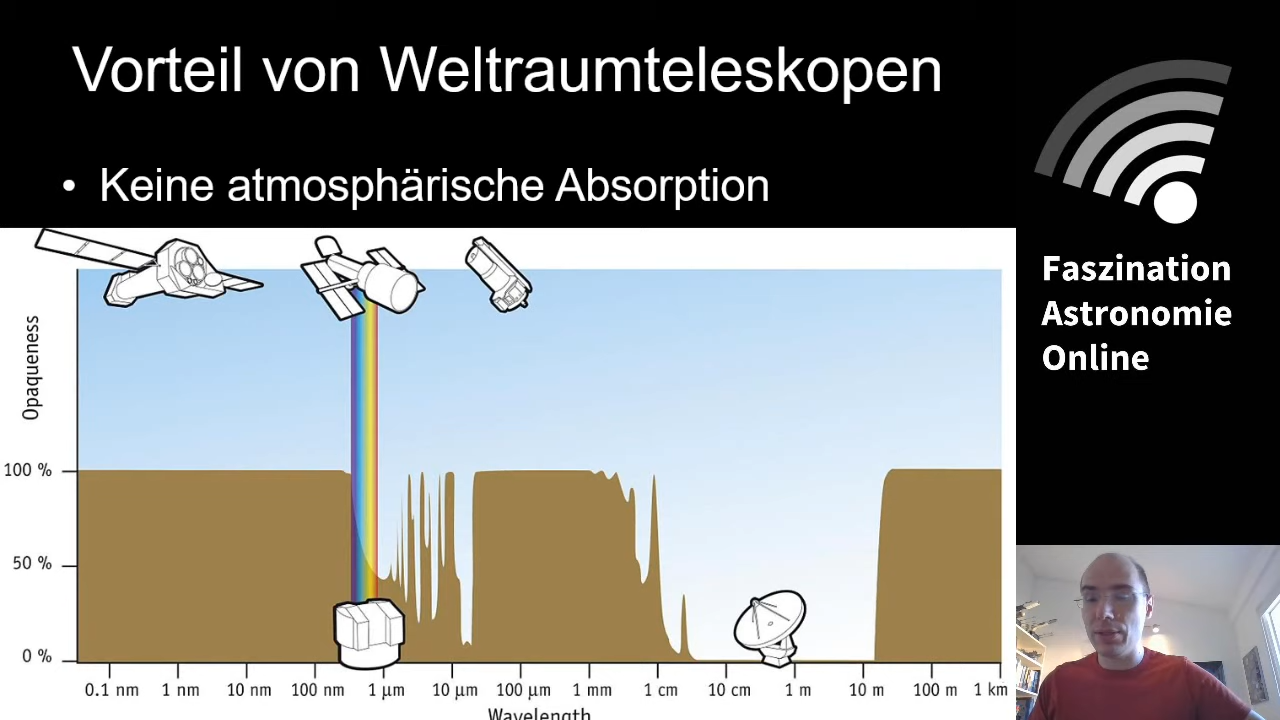 Vorteil von Weltraumteleskopen
• Keine atmosphärische Absorption
Faszination
Astronomie
Online
Opaqueness
100 %
50 %
0 %
0.1 nm 1 nm 10 nm 100 nm 1 µm 10 µm 100 µm 1 mm 1 cm 10 cm 1 m 10 m 100 m 1 km
Wavelength